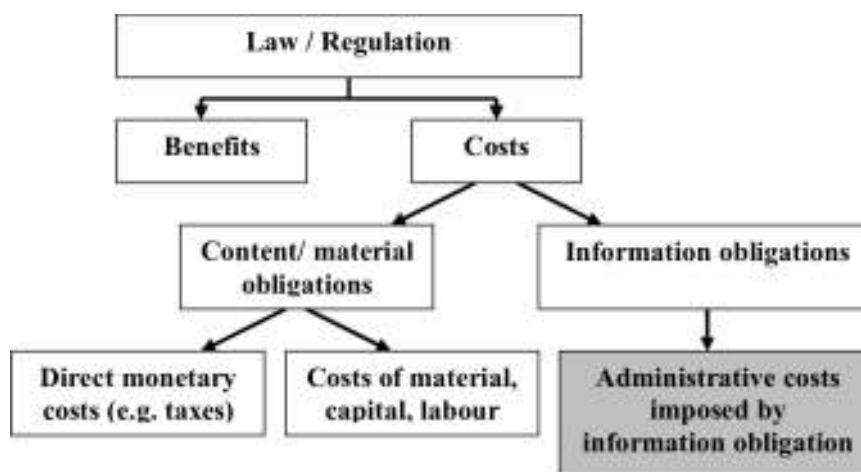 Law / Regulation
Benefits
Costs
Content/ material
obligations
Information obligations
Direct monetary
costs (e.g. taxes)
Costs of material,
capital, labour
Administrative costs
imposed by
information obligation